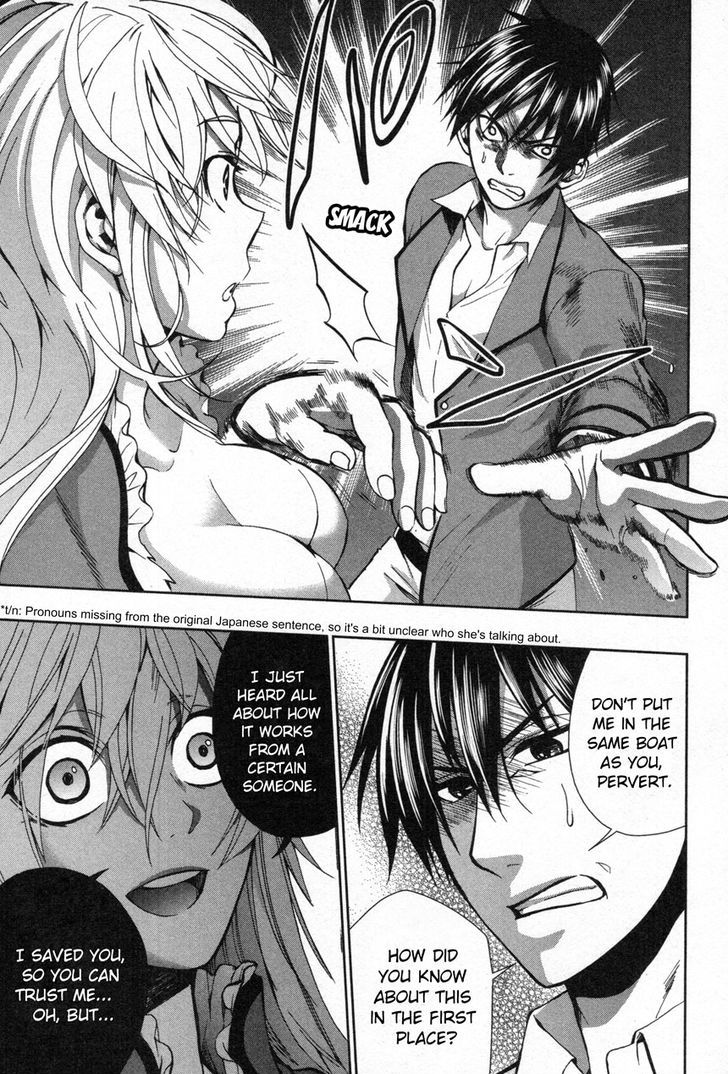 SMACK
*t/n: Pronouns missing from the original Japanese sentence, so it's a bit unclear who she's talking about.
DON'T PUT
ME IN THE
SAME BOAT
AS YOU,
PERVERT.
HOW DID
YOU KNOW
ABOUT THIS
IN THE FIRST
PLACE?
I JUST
HEARD ALL
ABOUT HOW
IT WORKS
FROM A
CERTAIN
SOMEONE.
I SAVED YOU,
SO YOU CAN
TRUST ME...
OH, BUT...